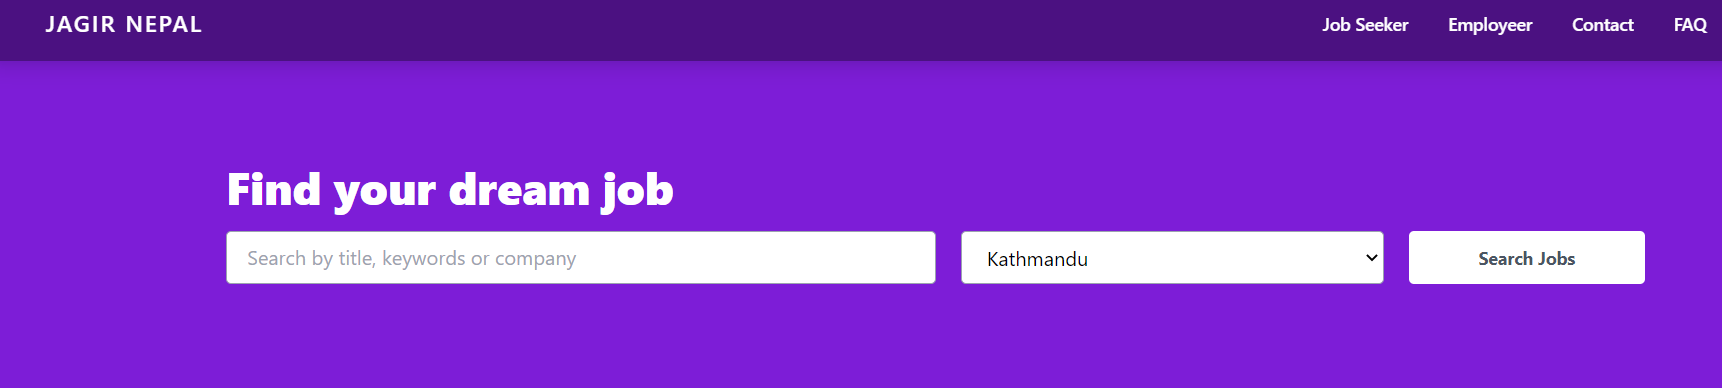 JAGIR NEPAL Job Seeker Employeer Contact FAQ
Find your dream job
Search by title, keywords or company Kathmandu Search Jobs